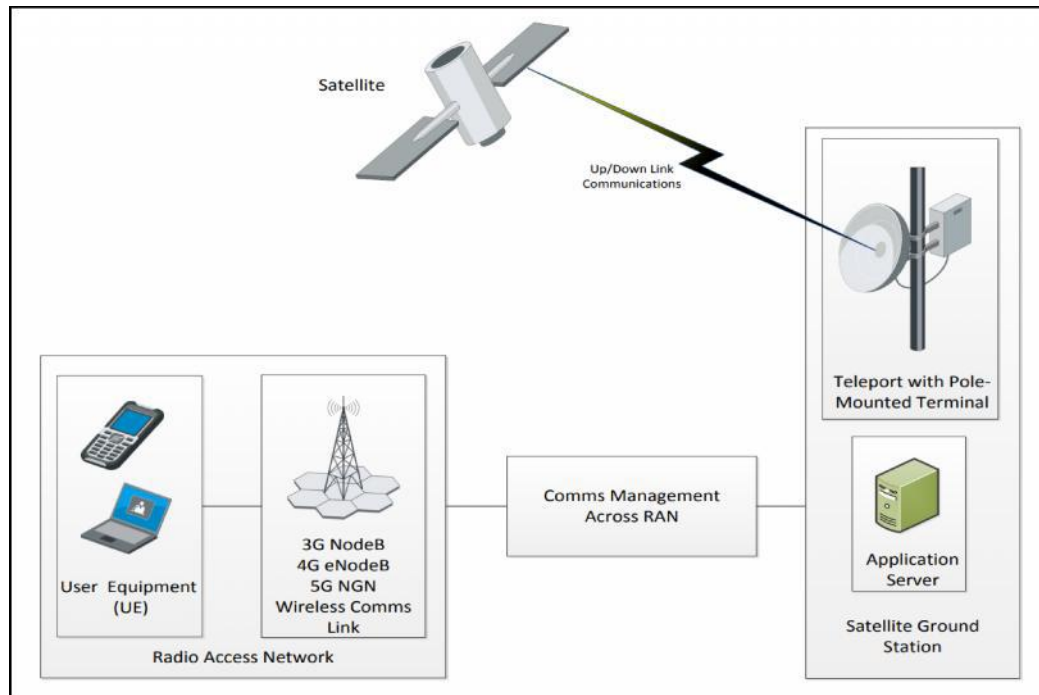 Satellite
Up/Down Link
Communications
Teleport with Pole-
Mounted Terminal
Application
Server
Satellite Ground
Station
Comms Management
Across RAN
3G NodeB
4G eNodeB
5G NGN
Wireless Comms
Link
User Equipment
(UE)
Radio Access Network